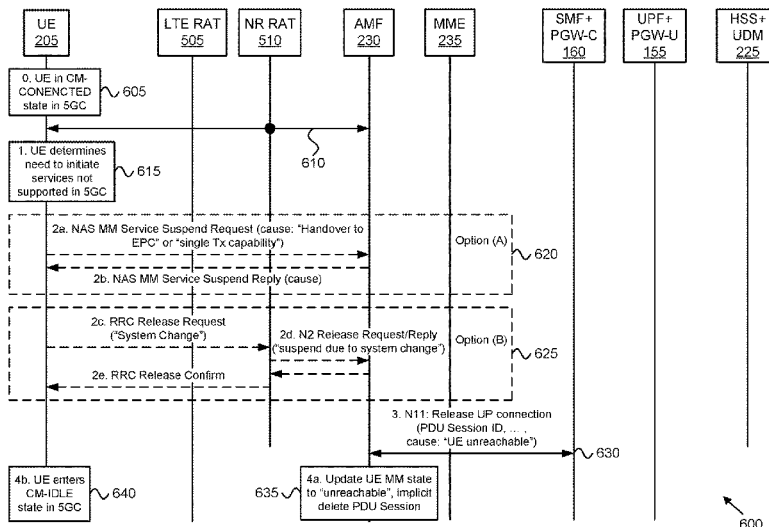 UE
205
LTE RAT
505
NR RAT
510
AMF
230
MME
235
SMF+
PGW-C
160
UPF+
PGW-U
155
HSS+
UDM
225
0. UE in CM-
CONENCTED
state in 5GC
605
610
1. UE determines
need to initiate
services not
supported in 5GC
615
2a. NAS MM Service Suspend Request (cause: “Handover to
EPC” or “single Tx capability”)
Option (A)
620
2b. NAS MM Service Suspend Reply (cause)
2c. RRC Release Request
(“System Change”)
2d. N2 Release Request/Reply
(“suspend due to system change”)
Option (B)
625
2e. RRC Release Confirm
3. N11: Release UP connection
(PDU Session ID, … ,
cause: “UE unreachable”)
630
4b. UE enters
CM-IDLE
state in 5GC
640
635
4a. Update UE MM state
to “unreachable”, implicit
delete PDU Session
600